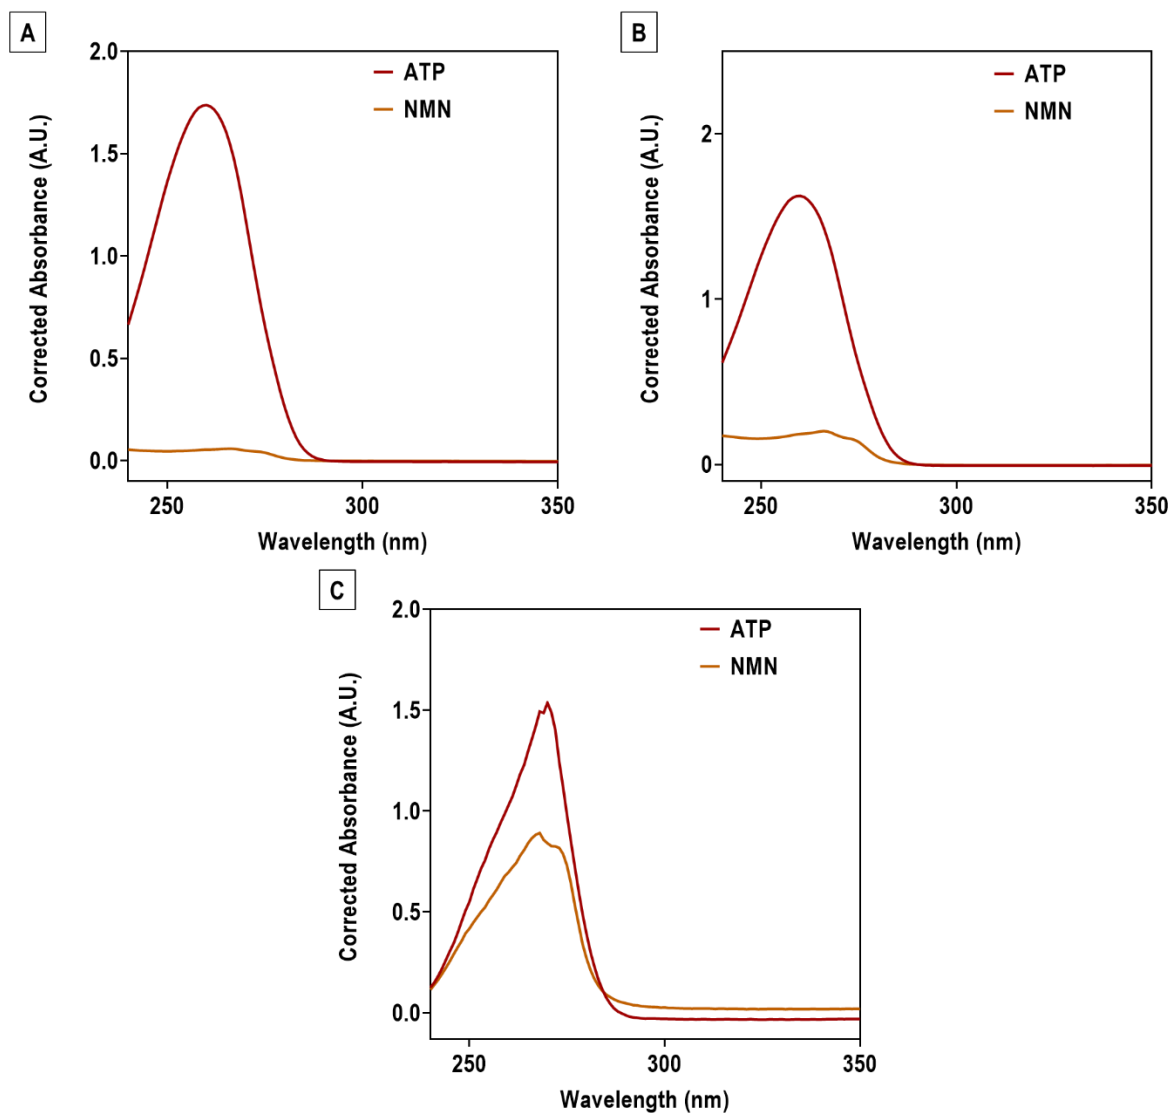 A
2.0
1.5
1.0
0.5
0.0
250
300
350
Corrected Absorbance (A.U.)
Wavelength (nm)
ATP
NMN
B
2
1
0
250
300
350
Corrected Absorbance (A.U.)
Wavelength (nm)
ATP
NMN
C
2.0
1.5
1.0
0.5
0.0
250
300
350
Corrected Absorbance (A.U.)
Wavelength (nm)
ATP
NMN